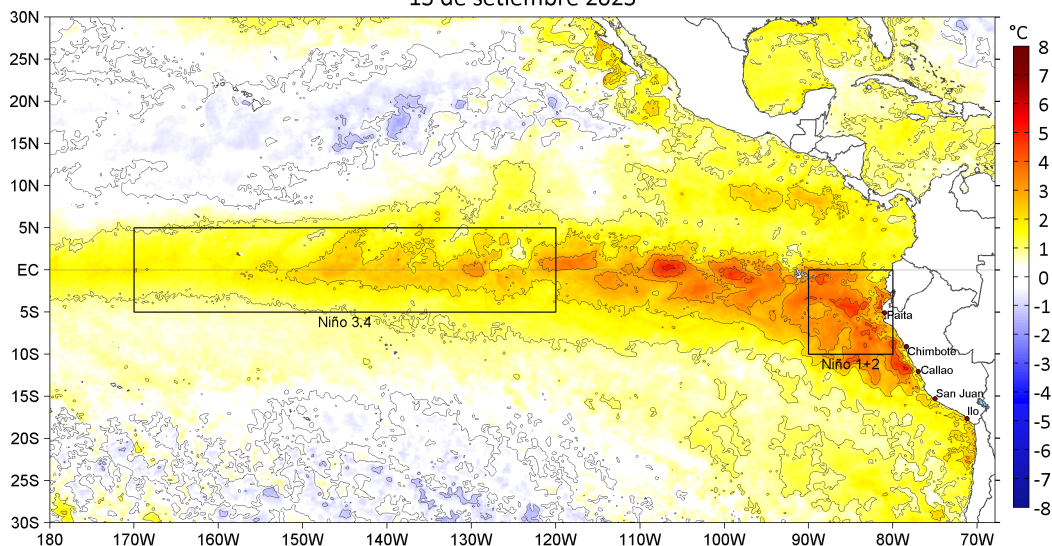 de setiembre
30N
25N
20N
15N
10N
5N
EC
5S
10S
15S
20S
25S
30S
180
170W
160W
150W
140W
130W
120W
110W
100W
90W
80W
70W
Niño 3.4
Niño 1+2
Paita
Chimbote
Callao
San Juan
Ilo
°C
8
7
6
5
4
3
2
1
0
-1
-2
-3
-4
-5
-6
-7
-8